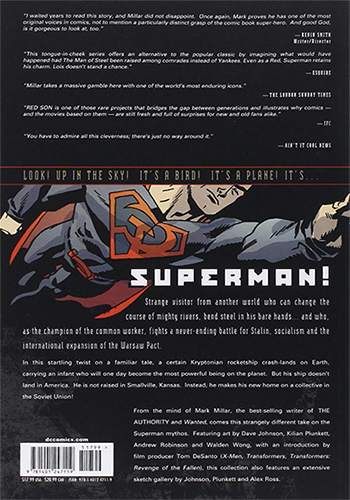 "I waited years to read this story, and Millar did not disappoint. Once again, Mark proves he has one of the most
original voices in comics, not to mention a particularly distinct grasp of the comic book super hero. And good God,
is it gorgeous to look at, too."
— KEVIN SMITH
Writer/Director
"This tongue-in-cheek series offers an alternative to the popular classic by imagining what would have
happened had The Man of Steel been raised among comrades instead of Yankees. Even as a Red, Superman retains
his charm. Lois doesn't stand a chance."
— ESQUIRE
"Millar takes a massive gamble here with one of the world's most enduring icons."
— THE LONDON SUNDAY TIMES
"RED SON is one of those rare projects that bridges the gap between generations and illustrates why comics —
and the movies based on them — are still fresh and full of surprises for new and old fans alike."
— IFC
"You have to admire all this cleverness; there's just no way around it."
— AIN'T IT COOL NEWS
LOOK! UP IN THE SKY! IT'S A BIRD! IT'S A PLANE! IT'S...
SUPERMAN!
Strange visitor from another world who can change the
course of mighty rivers, bend steel in his bare hands... and who,
as the champion of the common worker, fights a never-ending battle for Stalin, socialism and the
international expansion of the Warsaw Pact.
In this startling twist on a familiar tale, a certain Kryptonian rocketship crash-lands on Earth,
carrying an infant who will one day become the most powerful being on the planet. But his ship doesn't
land in America. He is not raised in Smallville, Kansas. Instead, he makes his new home on a collective
in the Soviet Union!
From the mind of Mark Millar, the best-selling writer of THE
AUTHORITY and Wanted, comes this strangely different take on the
Superman mythos. Featuring art by Dave Johnson, Kilian Plunkett,
Andrew Robinson and Walden Wong, with an introduction by
film producer Tom DeSanto (X-Men, Transformers, Transformers:
Revenge of the Fallen), this collection also features an extensive
sketch gallery by Johnson, Plunkett and Alex Ross.
dccomics.com
51799
9 781401 247119
$17.99 USA $20.99 CAN ISBN: 978.1.4012.4711.9